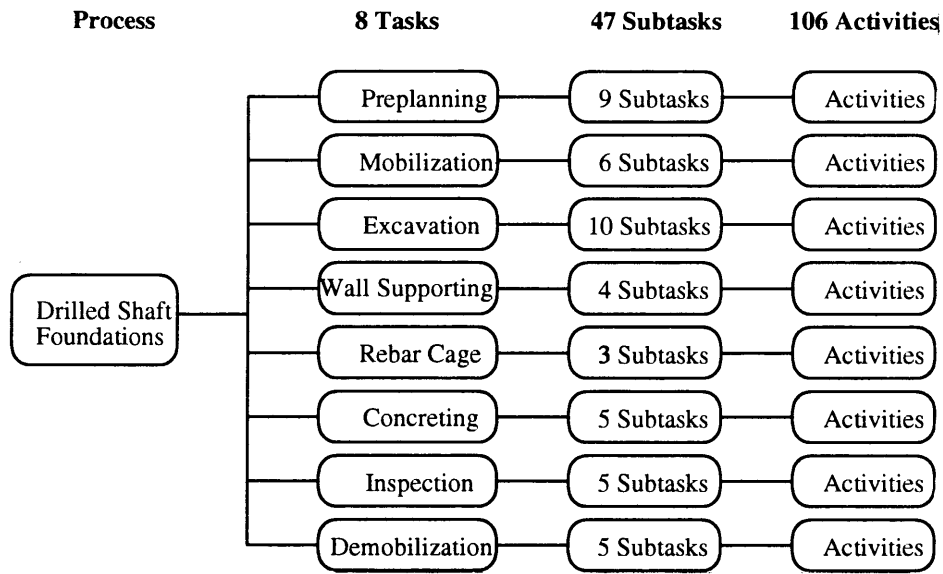 Process 8 Tasks 47 Subtasks 106 Activities
Preplanning 9 Subtasks Activities
Mobilization 6 Subtasks Activities
Excavation 10 Subtasks Activities
Wall Supporting 4 Subtasks Activities
Drilled Shaft
Foundations
Rebar Cage 3 Subtasks Activities
Concreting 5 Subtasks Activities
Inspection 5 Subtasks Activities
Demobilization 5 Subtasks Activities